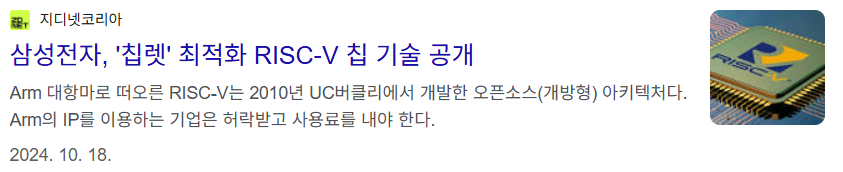 지디넷코리아
삼성전자, '칩렛' 최적화 RISC-V 칩 기술 공개
Arm 대항마로 떠오른 RISC-V는 2010년 UC버클리에서 개발한 오픈소스(개방형) 아키텍처다.
Arm의 IP를 이용하는 기업은 허락받고 사용료를 내야 한다.
2024. 10. 18.
RISC-V